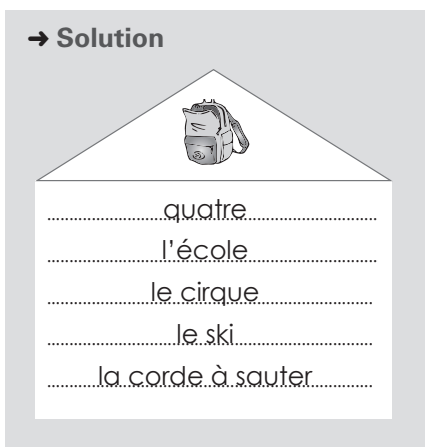 ➜ Solution
quatre
l'école
le cirque
le ski
la corde à sauter